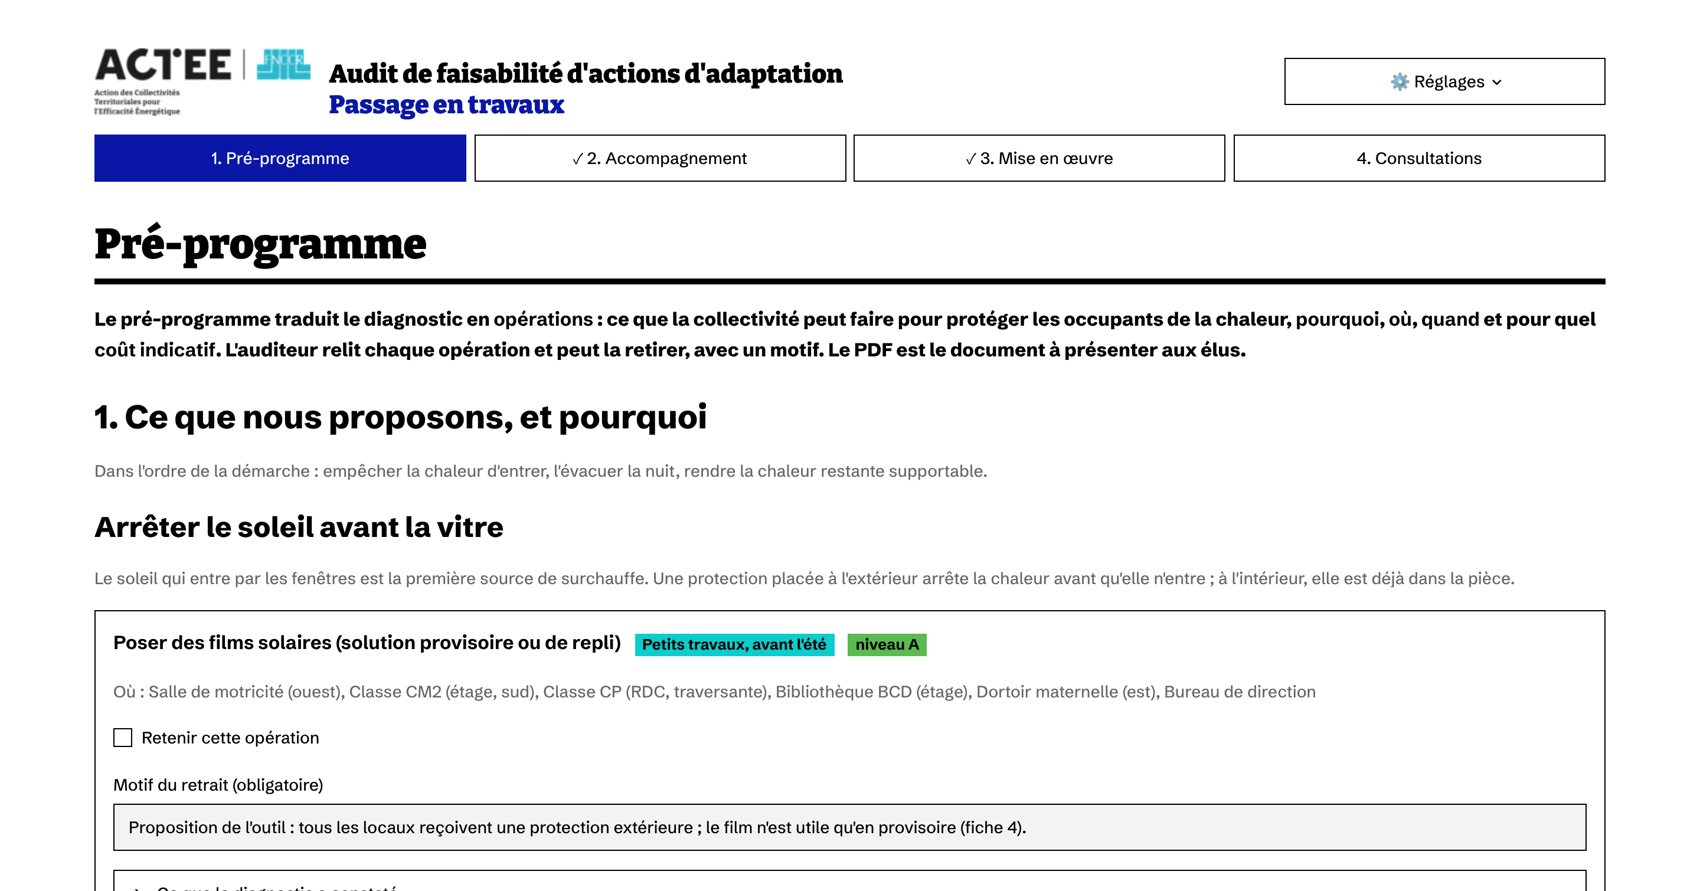 ACTEE | FNCCR
Action des Collectivités
Territoriales pour
l'Efficacité Énergétique
Audit de faisabilité d'actions d'adaptation
Passage en travaux
⚙️ Réglages
1. Pré-programme
✓ 2. Accompagnement
✓ 3. Mise en œuvre
4. Consultations
Pré-programme
Le pré-programme traduit le diagnostic en opérations : ce que la collectivité peut faire pour protéger les occupants de la chaleur, pourquoi, où, quand et pour quel
coût indicatif. L'auditeur relit chaque opération et peut la retirer, avec un motif. Le PDF est le document à présenter aux élus.
1. Ce que nous proposons, et pourquoi
Dans l'ordre de la démarche : empêcher la chaleur d'entrer, l'évacuer la nuit, rendre la chaleur restante supportable.
Arrêter le soleil avant la vitre
Le soleil qui entre par les fenêtres est la première source de surchauffe. Une protection placée à l'extérieur arrête la chaleur avant qu'elle n'entre ; à l'intérieur, elle est déjà dans la pièce.
Poser des films solaires (solution provisoire ou de repli) Petits travaux, avant l'été niveau A
Où : Salle de motricité (ouest), Classe CM2 (étage, sud), Classe CP (RDC, traversante), Bibliothèque BCD (étage), Dortoir maternelle (est), Bureau de direction
Retenir cette opération
Motif du retrait (obligatoire)
Proposition de l'outil : tous les locaux reçoivent une protection extérieure ; le film n'est utile qu'en provisoire (fiche 4).